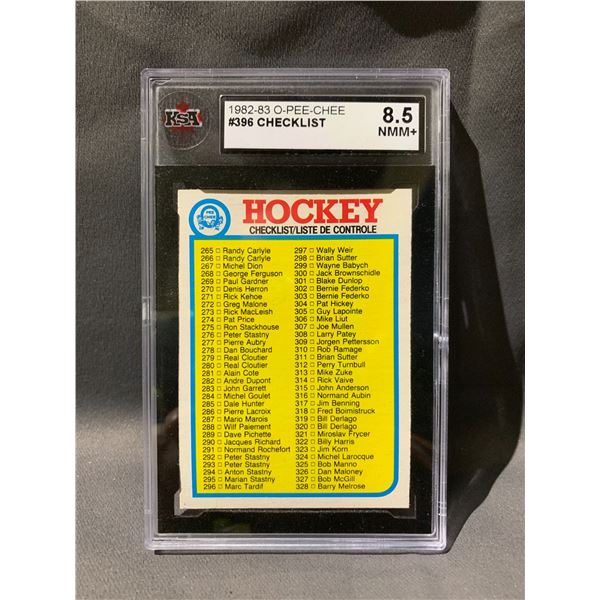 KSA
1982-83 O-PEE-CHEE
#396 CHECKLIST
8.5
NMM+
HOCKEY
CHECKLIST/LISTE DE CONTROLE
265 □ Randy Carlyle
266 □ Randy Carlyle
267 □ Michel Dion
268 □ George Ferguson
269 □ Paul Gardner
270 □ Denis Herron
271 □ Rick Kehoe
272 □ Greg Malone
273 □ Rick MacLeish
274 □ Pat Price
275 □ Ron Stackhouse
276 □ Peter Stastny
277 □ Pierre Aubry
278 □ Dan Bouchard
279 □ Real Cloutier
280 □ Real Cloutier
281 □ Alain Cote
282 □ Andre Dupont
283 □ John Garrett
284 □ Michel Goulet
285 □ Dale Hunter
286 □ Pierre Lacroix
287 □ Mario Marois
288 □ Wilf Paiement
289 □ Dave Pichette
290 □ Jacques Richard
291 □ Normand Rochefort
292 □ Peter Stastny
293 □ Peter Stastny
294 □ Anton Stastny
295 □ Marian Stastny
296 □ Marc Tardif
297 □ Wally Weir
298 □ Brian Sutter
299 □ Wayne Babych
300 □ Jack Brownschidle
301 □ Blake Dunlop
302 □ Bernie Federko
303 □ Bernie Federko
304 □ Pat Hickey
305 □ Guy Lapointe
306 □ Mike Liut
307 □ Joe Mullen
308 □ Larry Patey
309 □ Jorgen Pettersson
310 □ Rob Ramage
311 □ Brian Sutter
312 □ Perry Turnbull
313 □ Mike Zuke
314 □ Rick Vaive
315 □ John Anderson
316 □ Normand Aubin
317 □ Jim Benning
318 □ Fred Boimistruck
319 □ Bill Derlago
320 □ Bill Derlago
321 □ Miroslav Frycer
322 □ Billy Harris
323 □ Jim Korn
324 □ Michel Larocque
325 □ Bob Manno
326 □ Dan Maloney
327 □ Bob McGill
328 □ Barry Melrose